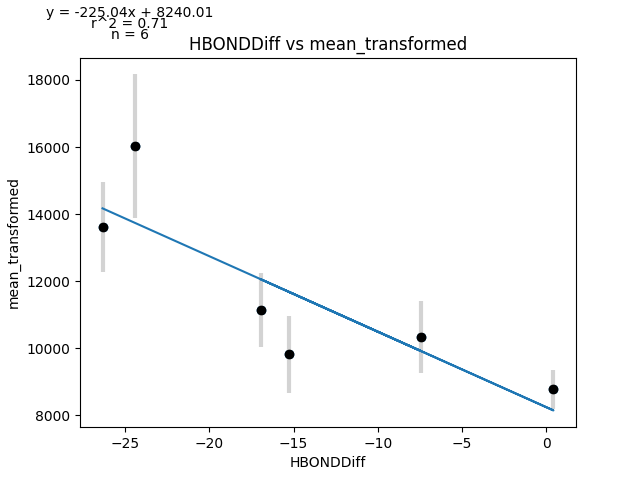 y = -225.04x + 8240.01
r^2 = 0.71
n = 6
HBONDDiff vs mean_transformed
18000
16000
14000
12000
10000
8000
mean_transformed
−25
−20
−15
−10
−5
0
HBONDDiff